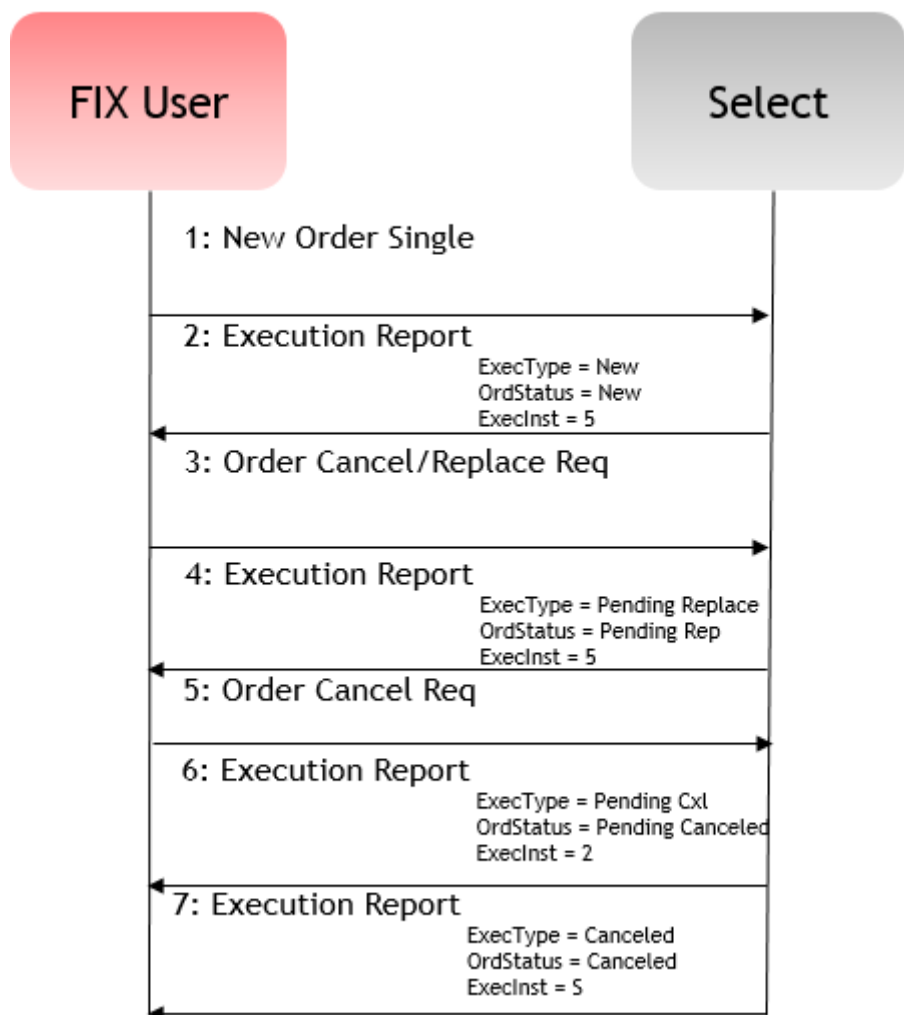 FIX User
Select
1: New Order Single
2: Execution Report
ExecType = New
OrdStatus = New
ExecInst = 5
3: Order Cancel/Replace Req
4: Execution Report
ExecType = Pending Replace
OrdStatus = Pending Rep
ExecInst = 5
5: Order Cancel Req
6: Execution Report
ExecType = Pending Cxl
OrdStatus = Pending Canceled
ExecInst = 2
7: Execution Report
ExecType = Canceled
OrdStatus = Canceled
ExecInst = S